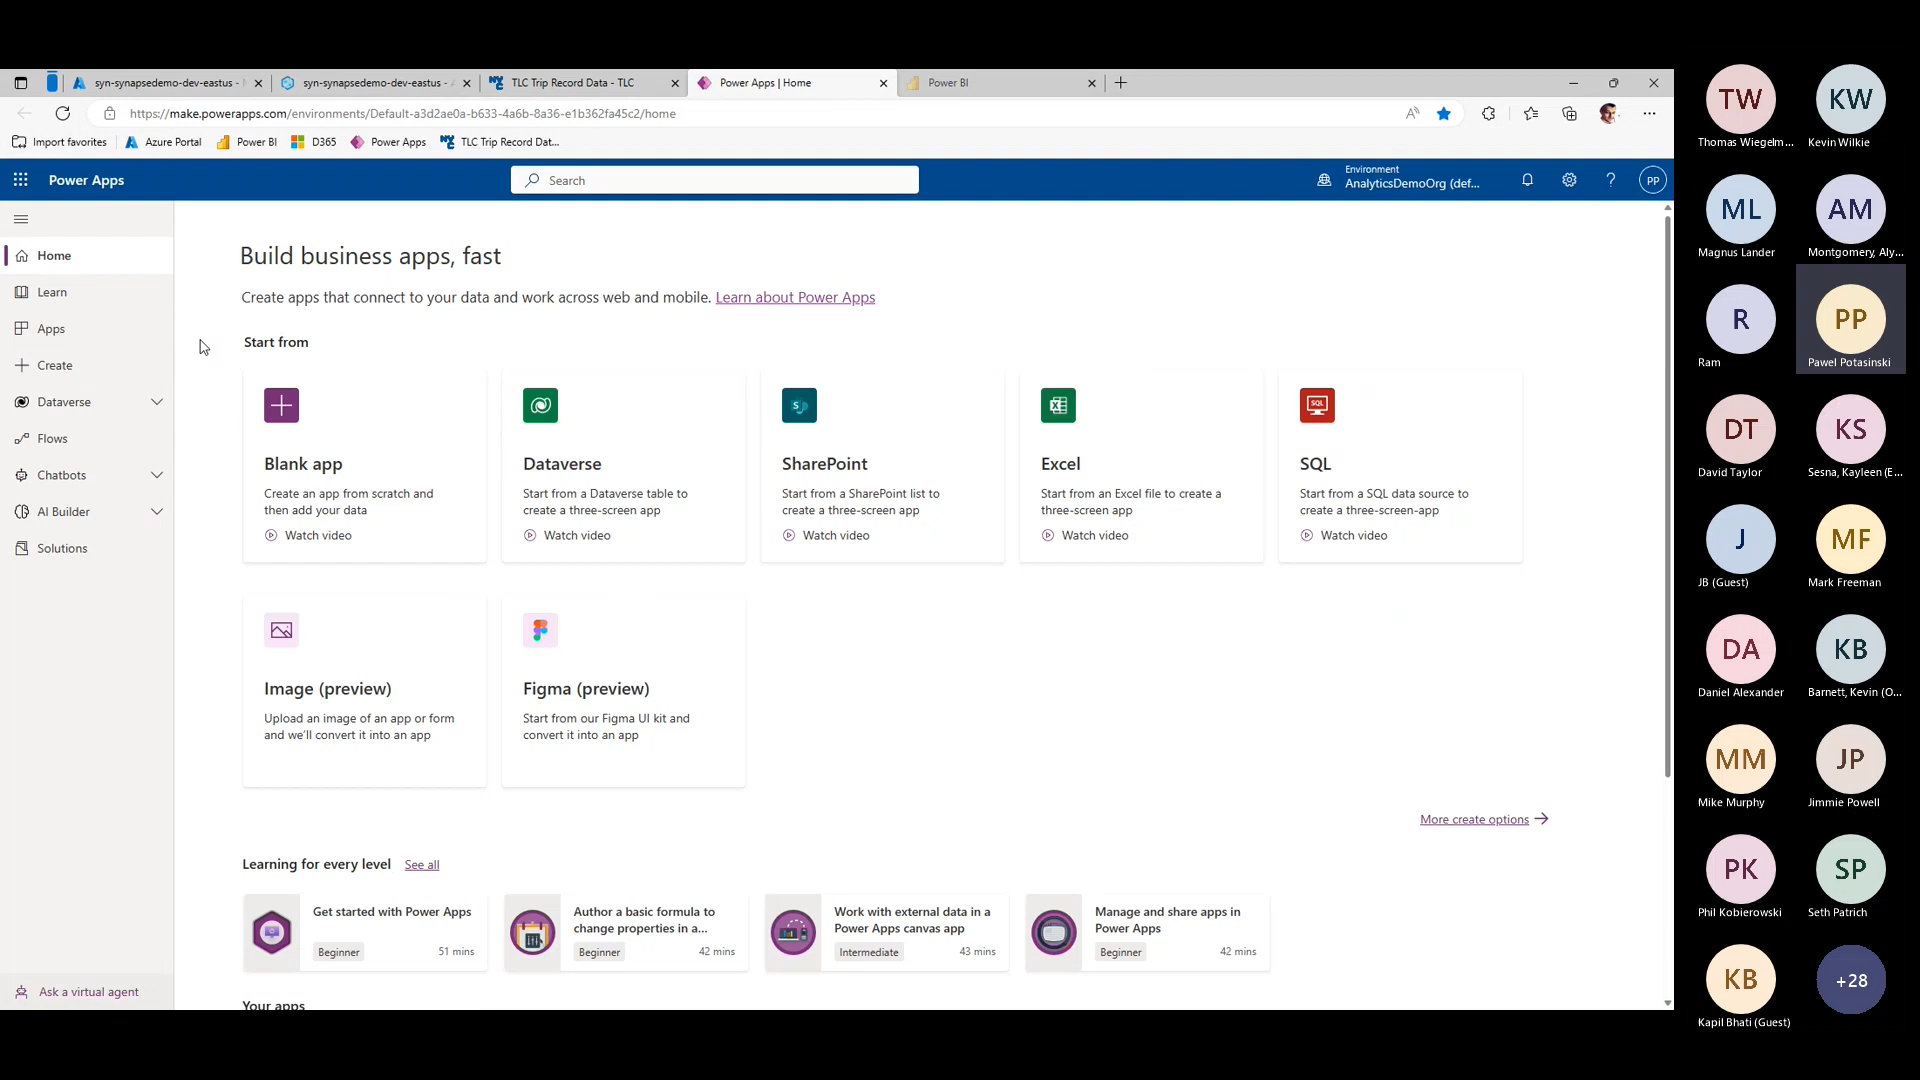 syn-synapsedemo-dev-eastus -
syn-synapsedemo-dev-eastus -
TLC Trip Record Data - TLC
Power Apps | Home
Power BI
https://make.powerapps.com/environments/Default-a3d2ae0a-b633-4a6b-8a36-e1b362fa45c2/home
Import favorites
Azure Portal
Power BI
D365
Power Apps
TLC Trip Record Dat...
Power Apps
Search
Environment
AnalyticsDemoOrg (def...
PP
Home
Learn
Apps
Create
Dataverse
Flows
Chatbots
AI Builder
Solutions
Ask a virtual agent
Build business apps, fast
Create apps that connect to your data and work across web and mobile. Learn about Power Apps
Start from
Blank app
Create an app from scratch and
then add your data
Watch video
Dataverse
Start from a Dataverse table to
create a three-screen app
Watch video
SharePoint
Start from a SharePoint list to
create a three-screen app
Watch video
Excel
Start from an Excel file to create a
three-screen app
Watch video
SQL
SQL
Start from a SQL data source to
create a three-screen-app
Watch video
Image (preview)
Upload an image of an app or form
and we'll convert it into an app
Figma (preview)
Start from our Figma UI kit and
convert it into an app
More create options
Learning for every level See all
Get started with Power Apps
Beginner 51 mins
Author a basic formula to
change properties in a...
Beginner 42 mins
Work with external data in a
Power Apps canvas app
Intermediate 43 mins
Manage and share apps in
Power Apps
Beginner 42 mins
Your apps
TW
Thomas Wiegelm...
KW
Kevin Wilkie
ML
Magnus Lander
AM
Montgomery, Aly...
R
Ram
PP
Pawel Potasinski
DT
David Taylor
KS
Sesna, Kayleen (E...
J
JB (Guest)
MF
Mark Freeman
DA
Daniel Alexander
KB
Barnett, Kevin (O...
MM
Mike Murphy
JP
Jimmie Powell
PK
Phil Kobierowski
SP
Seth Patrich
KB
Kapil Bhati (Guest)
+28